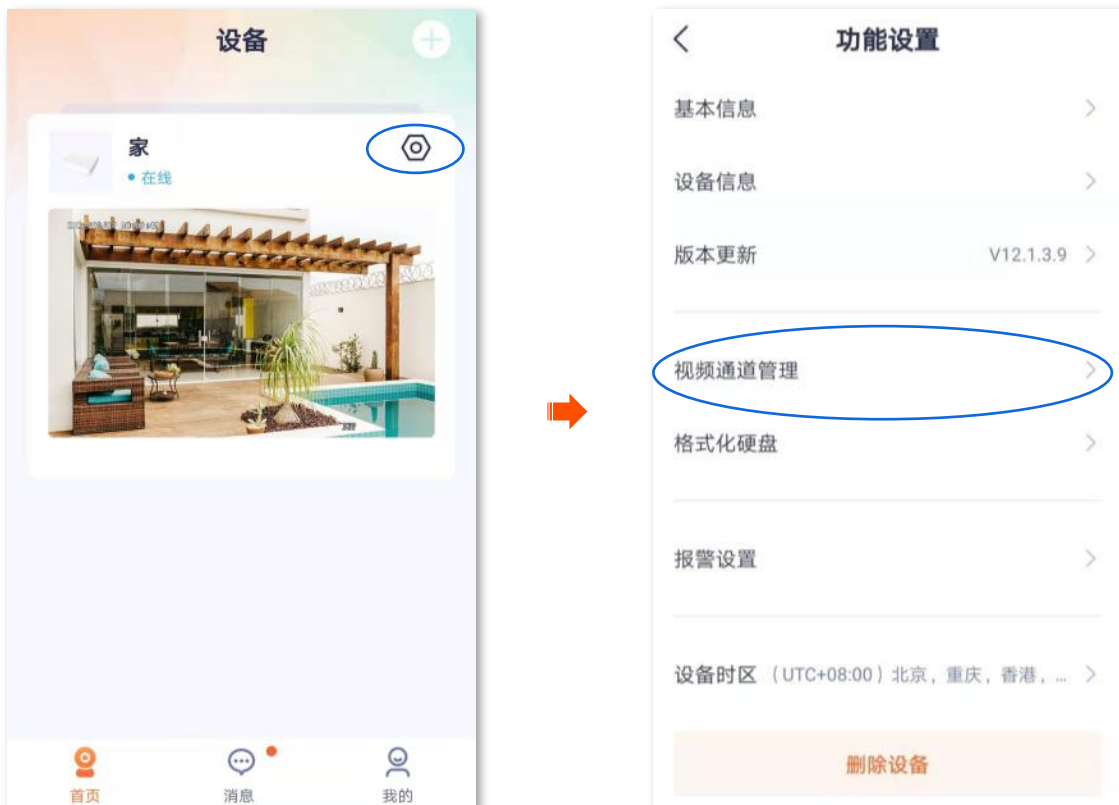 设备
家
在线
首页
消息
我的
功能设置
基本信息
设备信息
版本更新 V12.1.3.9
视频通道管理
格式化硬盘
报警设置
设备时区 (UTC+08:00) 北京，重庆，香港，...
删除设备